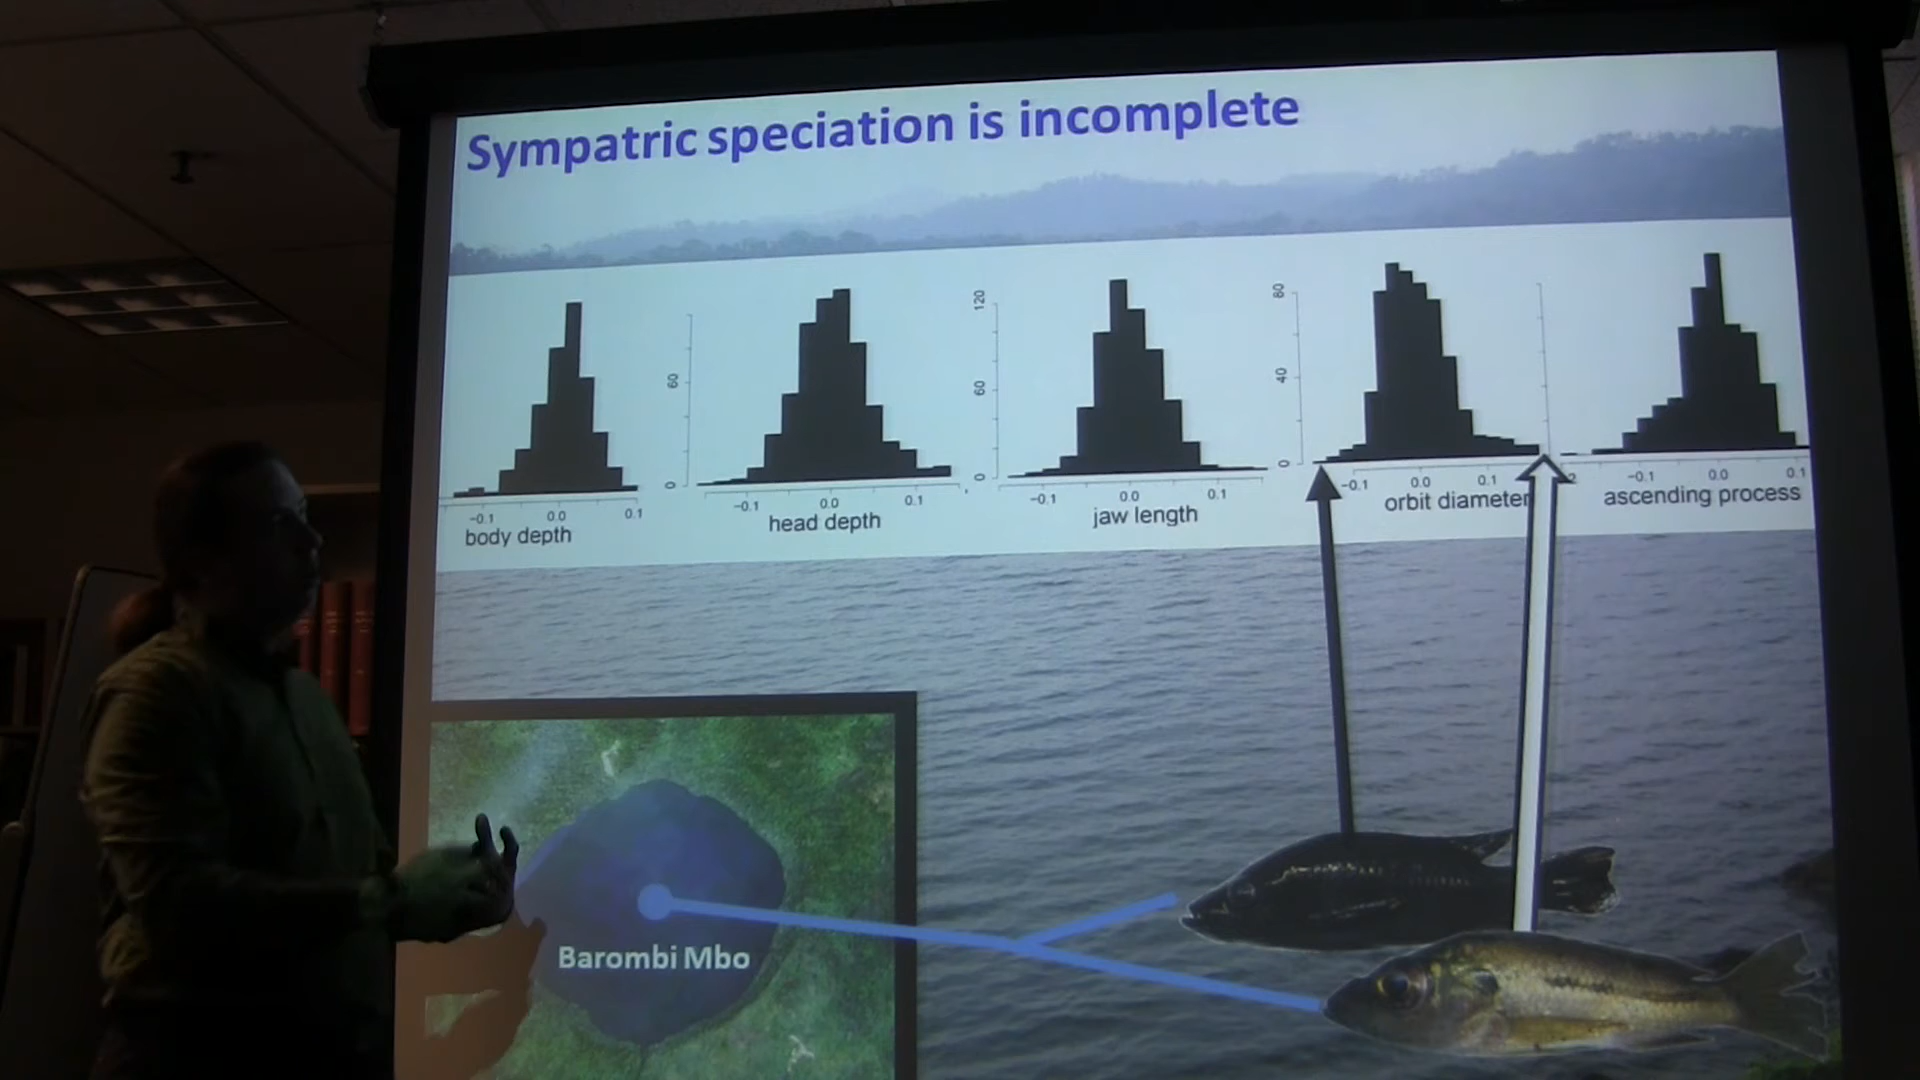 Sympatric speciation is incomplete
60
0
120
60
0
80
40
0
-0.1 0.0 0.1
body depth
-0.1 0.0 0.1
head depth
-0.1 0.0 0.1
jaw length
-0.1 0.0 0.1
orbit diameter
-0.1 0.0 0.1
ascending process
Barombi Mbo